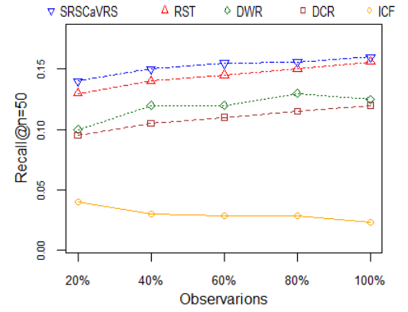 SRSCaVRS RST DWR DCR ICF
Recall@n=50
0.15
0.10
0.05
0.00
20% 40% 60% 80% 100%
Observarions